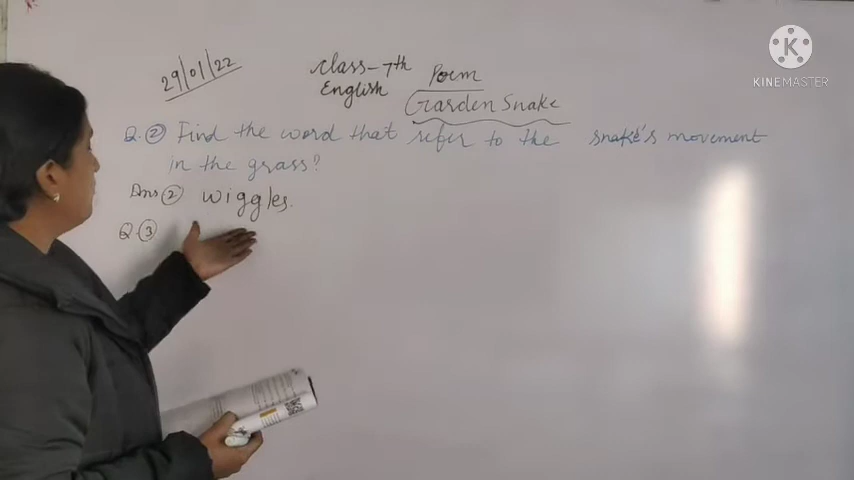 29/01/22
Class-7th
English
Poem
Garden Snake
Q.② Find the word that refer to the snake's movement
in the grass?
Ans ② wiggles.
Q.③
K
KINEMASTER